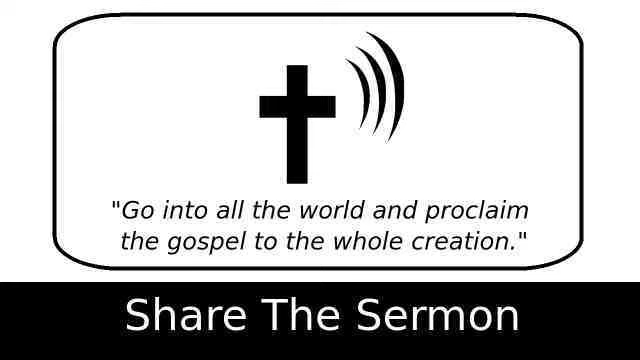 "Go into all the world and proclaim
the gospel to the whole creation."
Share The Sermon